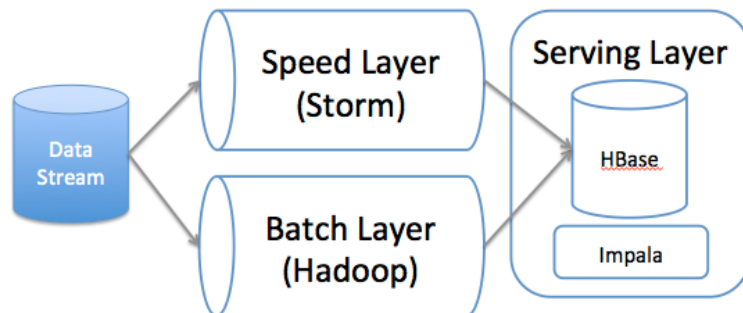 Data
Stream
Speed Layer
(Storm)
Batch Layer
(Hadoop)
Serving Layer
HBase
Impala